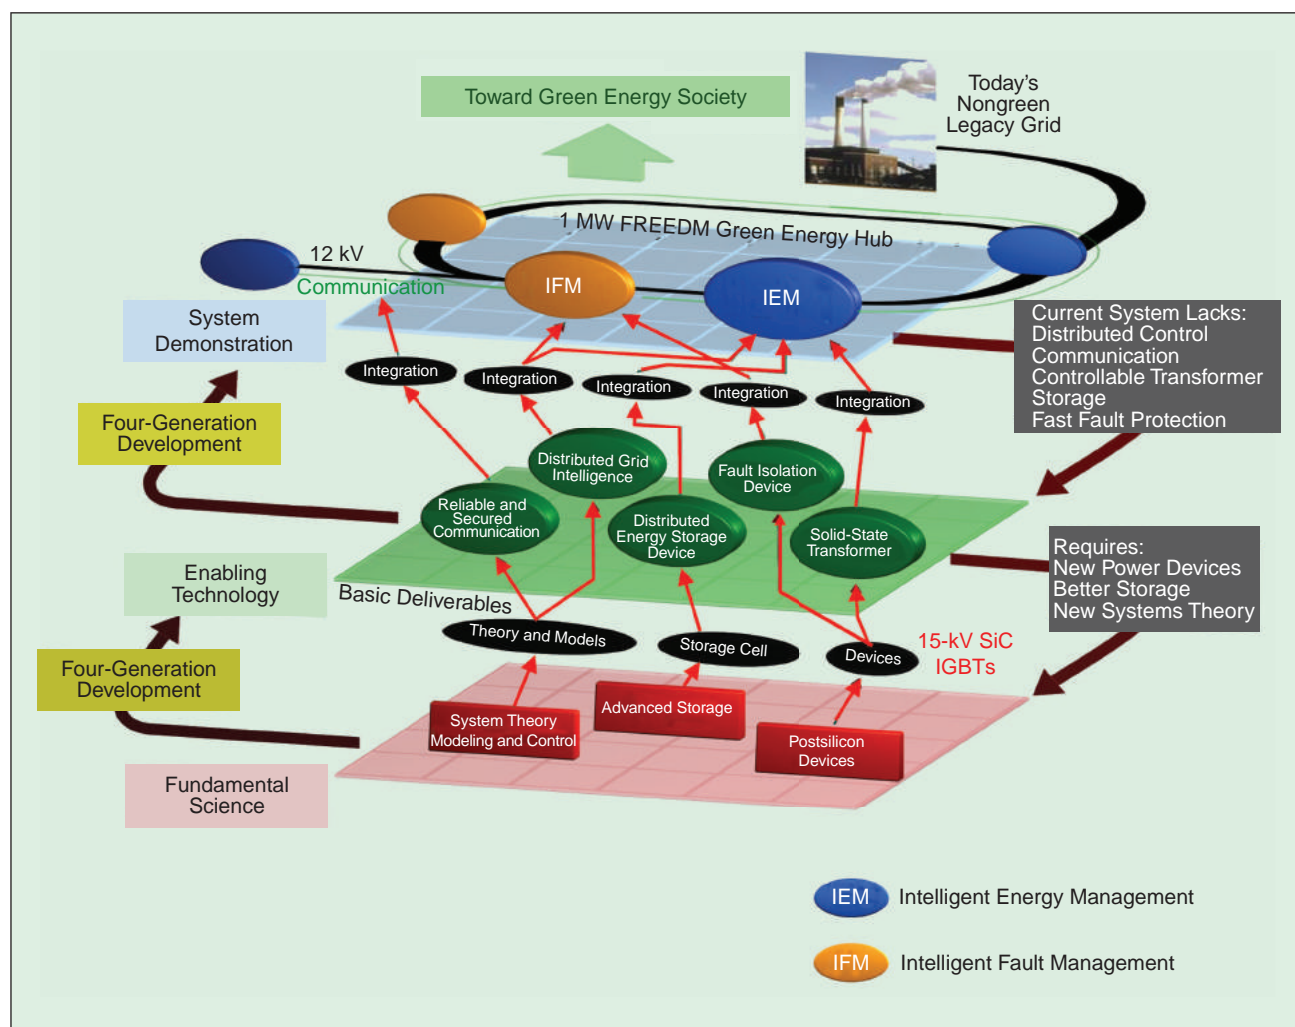 Toward Green Energy Society
Today's
Nongreen
Legacy Grid
1 MW FREEDM Green Energy Hub
12 kV
Communication
IFM
IEM
System
Demonstration
Current System Lacks:
Distributed Control
Communication
Controllable Transformer
Storage
Fast Fault Protection
Integration
Integration
Integration
Integration
Integration
Four-Generation
Development
Distributed Grid
Intelligence
Fault Isolation
Device
Reliable and
Secured
Communication
Distributed
Energy Storage
Device
Solid-State
Transformer
Requires:
New Power Devices
Better Storage
New Systems Theory
Enabling
Technology
Basic Deliverables
Theory and Models
Storage Cell
Devices
15-kV SiC
IGBTs
Four-Generation
Development
System Theory
Modeling and Control
Advanced Storage
Postsilicon
Devices
Fundamental
Science
IEM Intelligent Energy Management
IFM Intelligent Fault Management